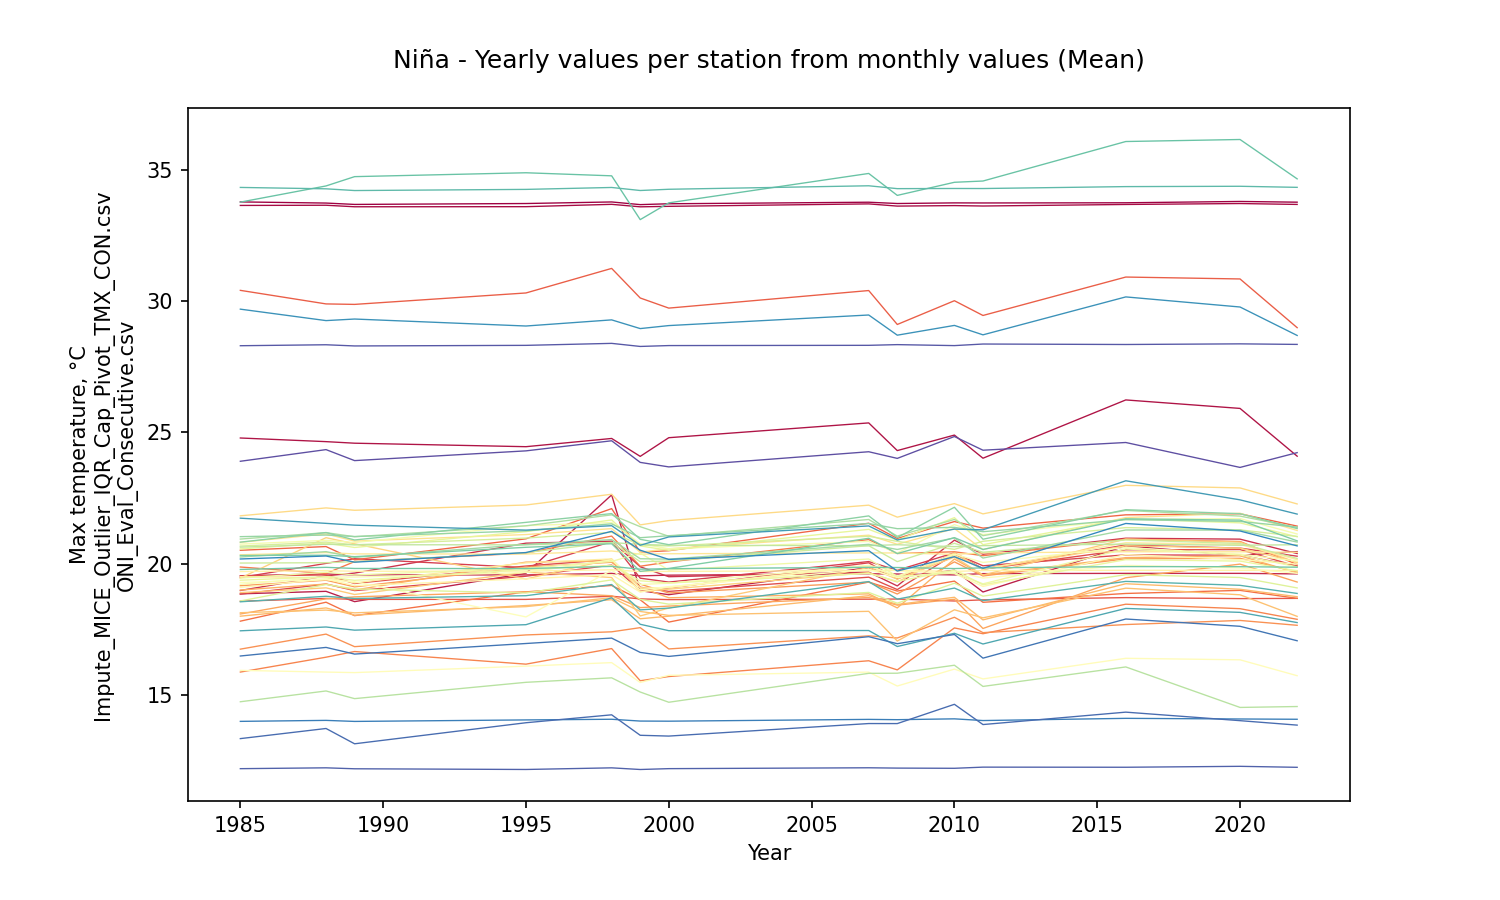 Niña - Yearly values per station from monthly values (Mean)
Max temperature, °C
Impute_MICE_Outlier_IQR_Cap_Pivot_TMX_CON.csv
ONI_Eval_Consecutive.csv
35
30
25
20
15
1985 1990 1995 2000 2005 2010 2015 2020
Year